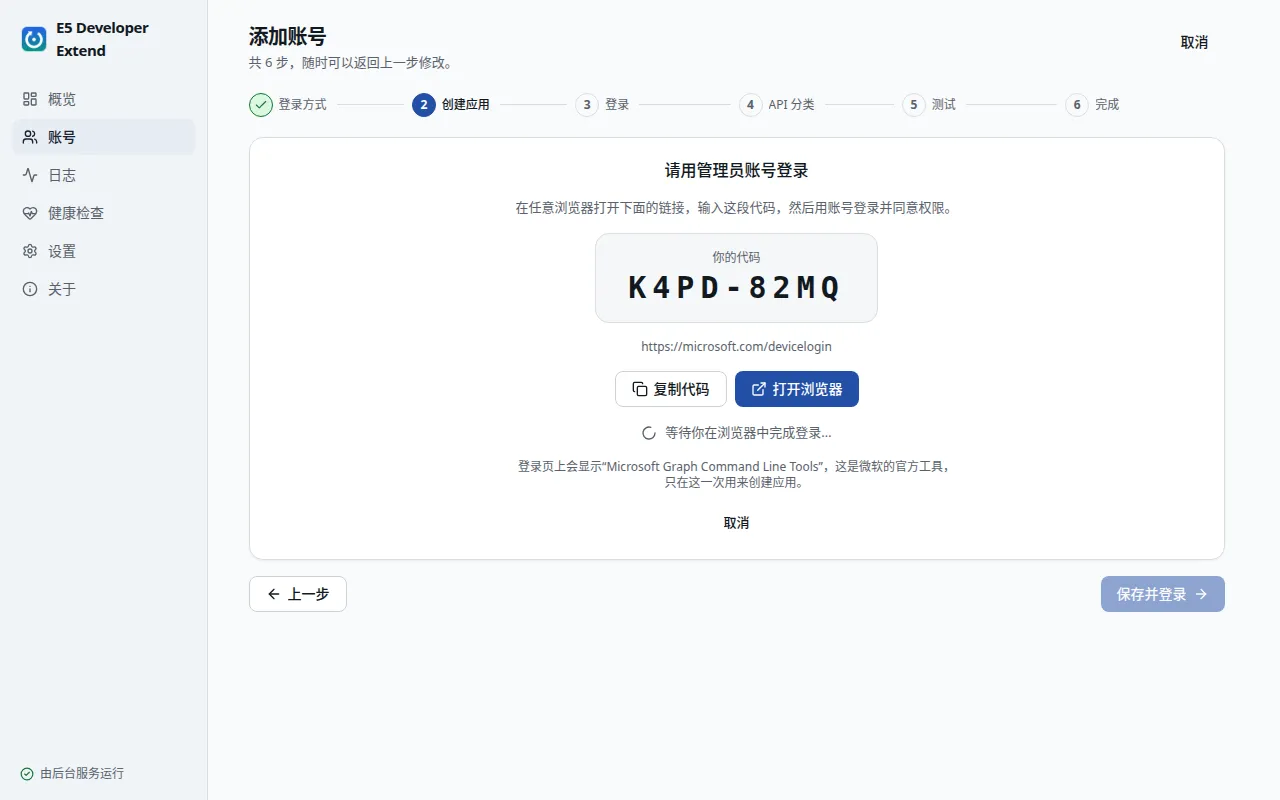 E5 Developer
Extend
概览
账号
日志
健康检查
设置
关于
由后台服务运行
添加账号
共 6 步，随时可以返回上一步修改。
取消
登录方式
2 创建应用
3 登录
4 API 分类
5 测试
6 完成
请用管理员账号登录
在任意浏览器打开下面的链接，输入这段代码，然后用账号登录并同意权限。
你的代码
K4PD-82MQ
https://microsoft.com/devicelogin
复制代码
打开浏览器
等待你在浏览器中完成登录...
登录页上会显示“Microsoft Graph Command Line Tools”，这是微软的官方工具，
只在这一次用来创建应用。
取消
上一步
保存并登录